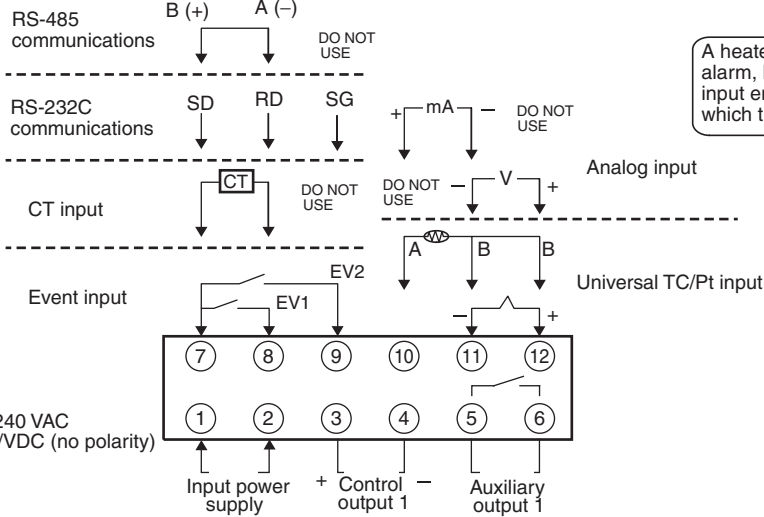 B (+) A (–)
RS-485
communications
DO NOT
USE
RS-232C
communications
SD RD SG
+ mA – DO NOT
USE
A heate
alarm,
input er
which t
CT input
CT
DO NOT
USE
DO NOT
USE
– V +
Analog input
A B B
Universal TC/Pt input
Event input
EV2
EV1
– +
7 8 9 10 11 12
1 2 3 4 5 6
240 VAC
/VDC (no polarity)
Input power
supply
+ Control –
output 1
Auxiliary
output 1